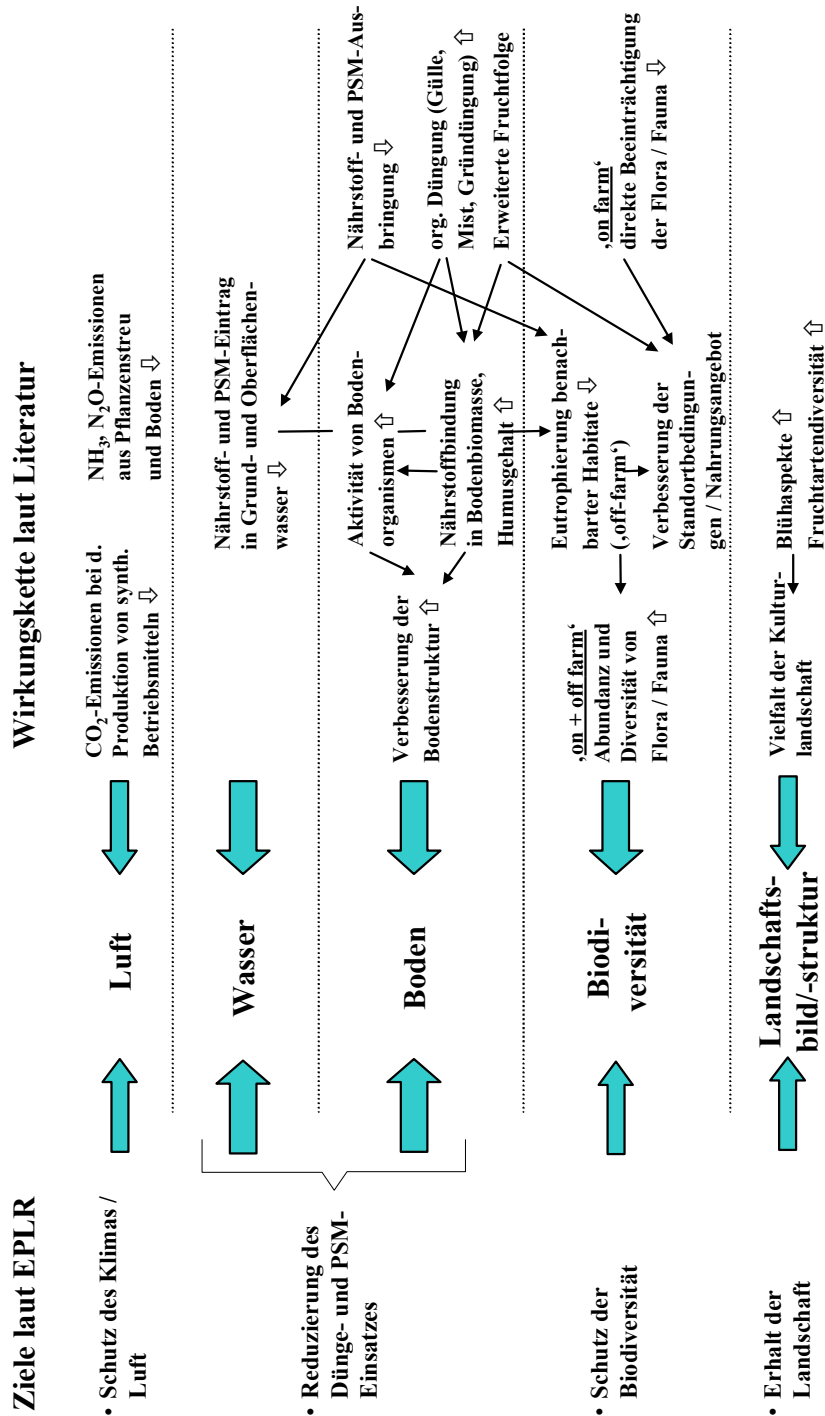 Ziele laut EPLR
Wirkungskette laut Literatur
• Schutz des Klimas /
Luft
Luft
CO₂-Emissionen bei d.
Produktion von synth.
Betriebsmitteln ⇩
NH₃, N₂O-Emissionen
aus Pflanzenstreu
und Boden ⇩
• Reduzierung des
Dünge- und PSM-
Einsatzes
Wasser
Nährstoff- und PSM-Eintrag
in Grund- und Oberflächen-
wasser ⇩
Nährstoff- und PSM-Aus-
bringung ⇩
Boden
Verbesserung der
Bodenstruktur ⇧
Aktivität von Boden-
organismen ⇧
Nährstoffbindung
in Bodenbiomasse,
Humusgehalt ⇧
org. Düngung (Gülle,
Mist, Gründüngung) ⇧
Erweiterte Fruchtfolge
• Schutz der
Biodiversität
Biodi-
versität
‚on + off farm‘
Abundanz und
Diversität von
Flora / Fauna ⇧
Eutrophierung benach-
barter Habitate ⇩
(‚off-farm‘)
Verbesserung der
Standortbedingun-
gen / Nahrungsangebot
‚on farm‘
direkte Beeinträchtigung
der Flora / Fauna ⇩
• Erhalt der
Landschaft
Landschafts-
bild/-struktur
Vielfalt der Kultur-
landschaft
Blühaspekte ⇧
Fruchtartendiversität ⇧